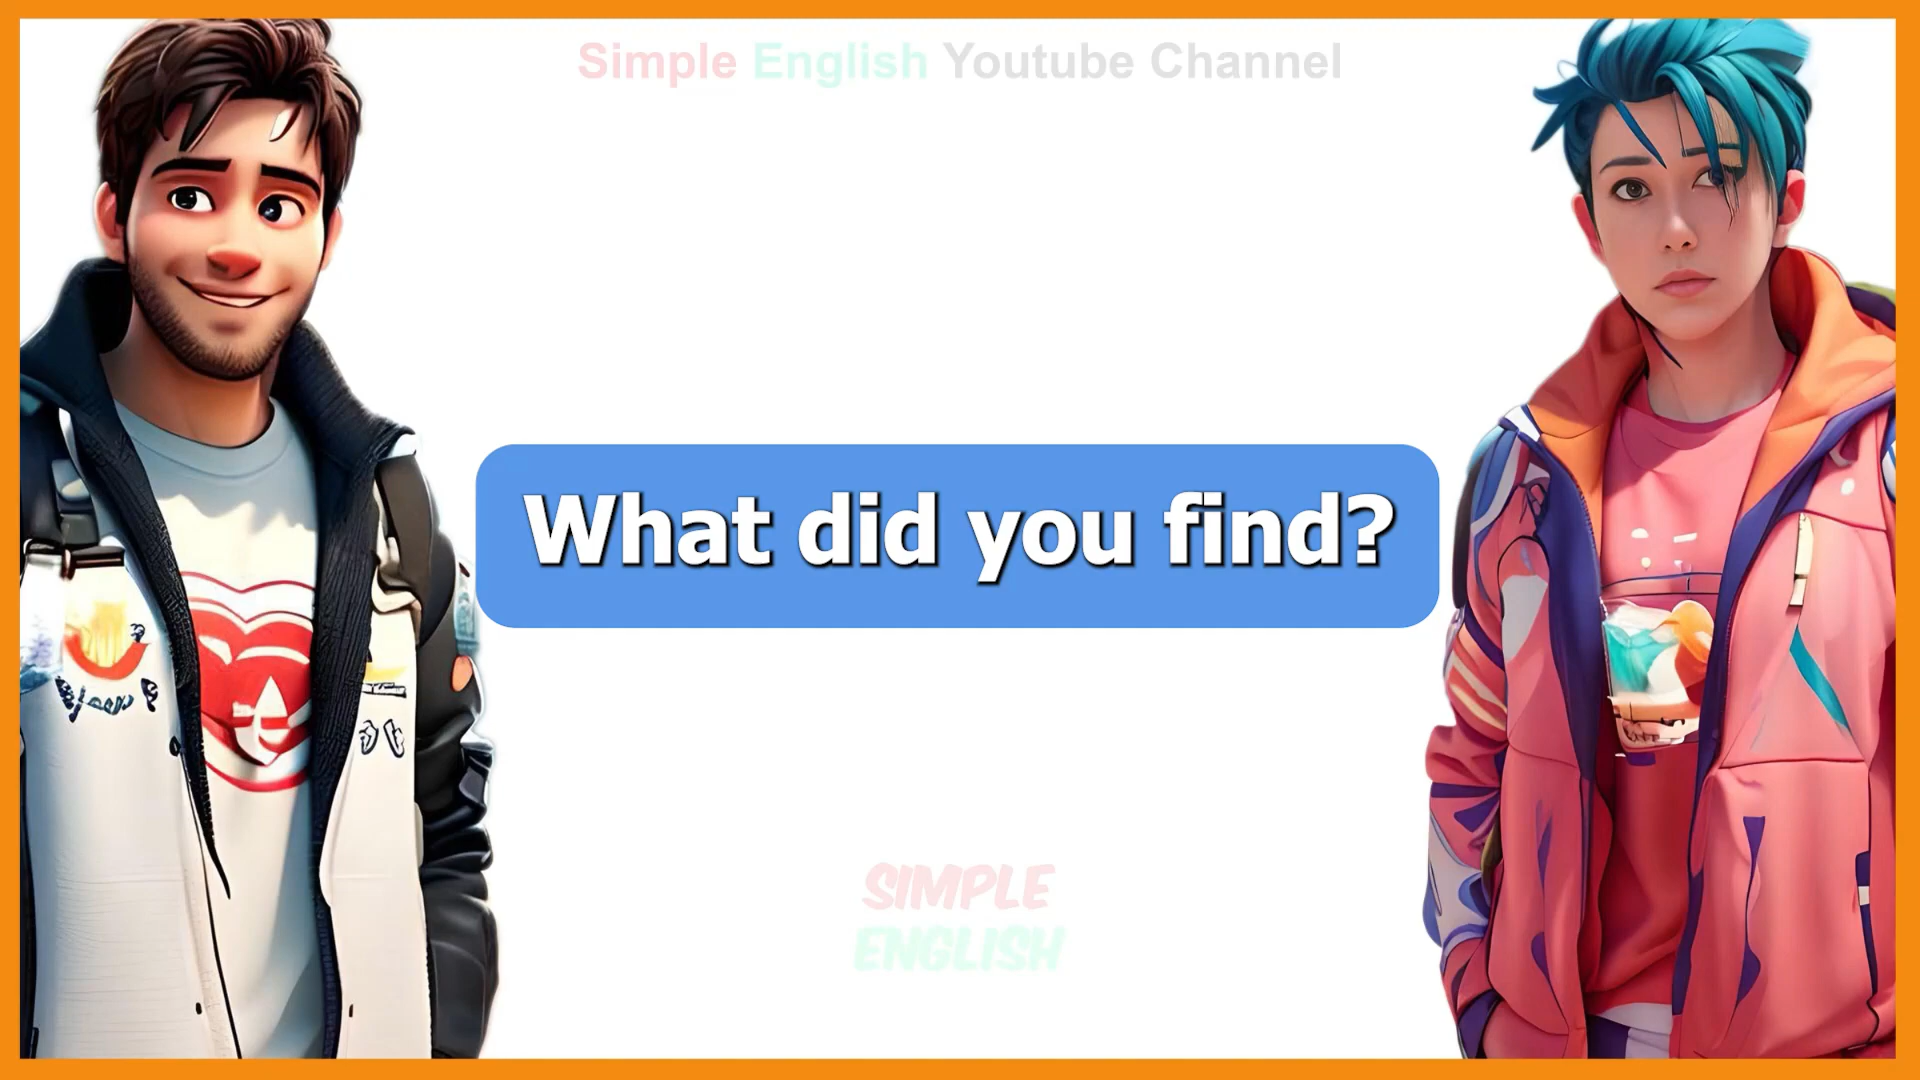 Simple English Youtube Channel
What did you find?
SIMPLE
ENGLISH